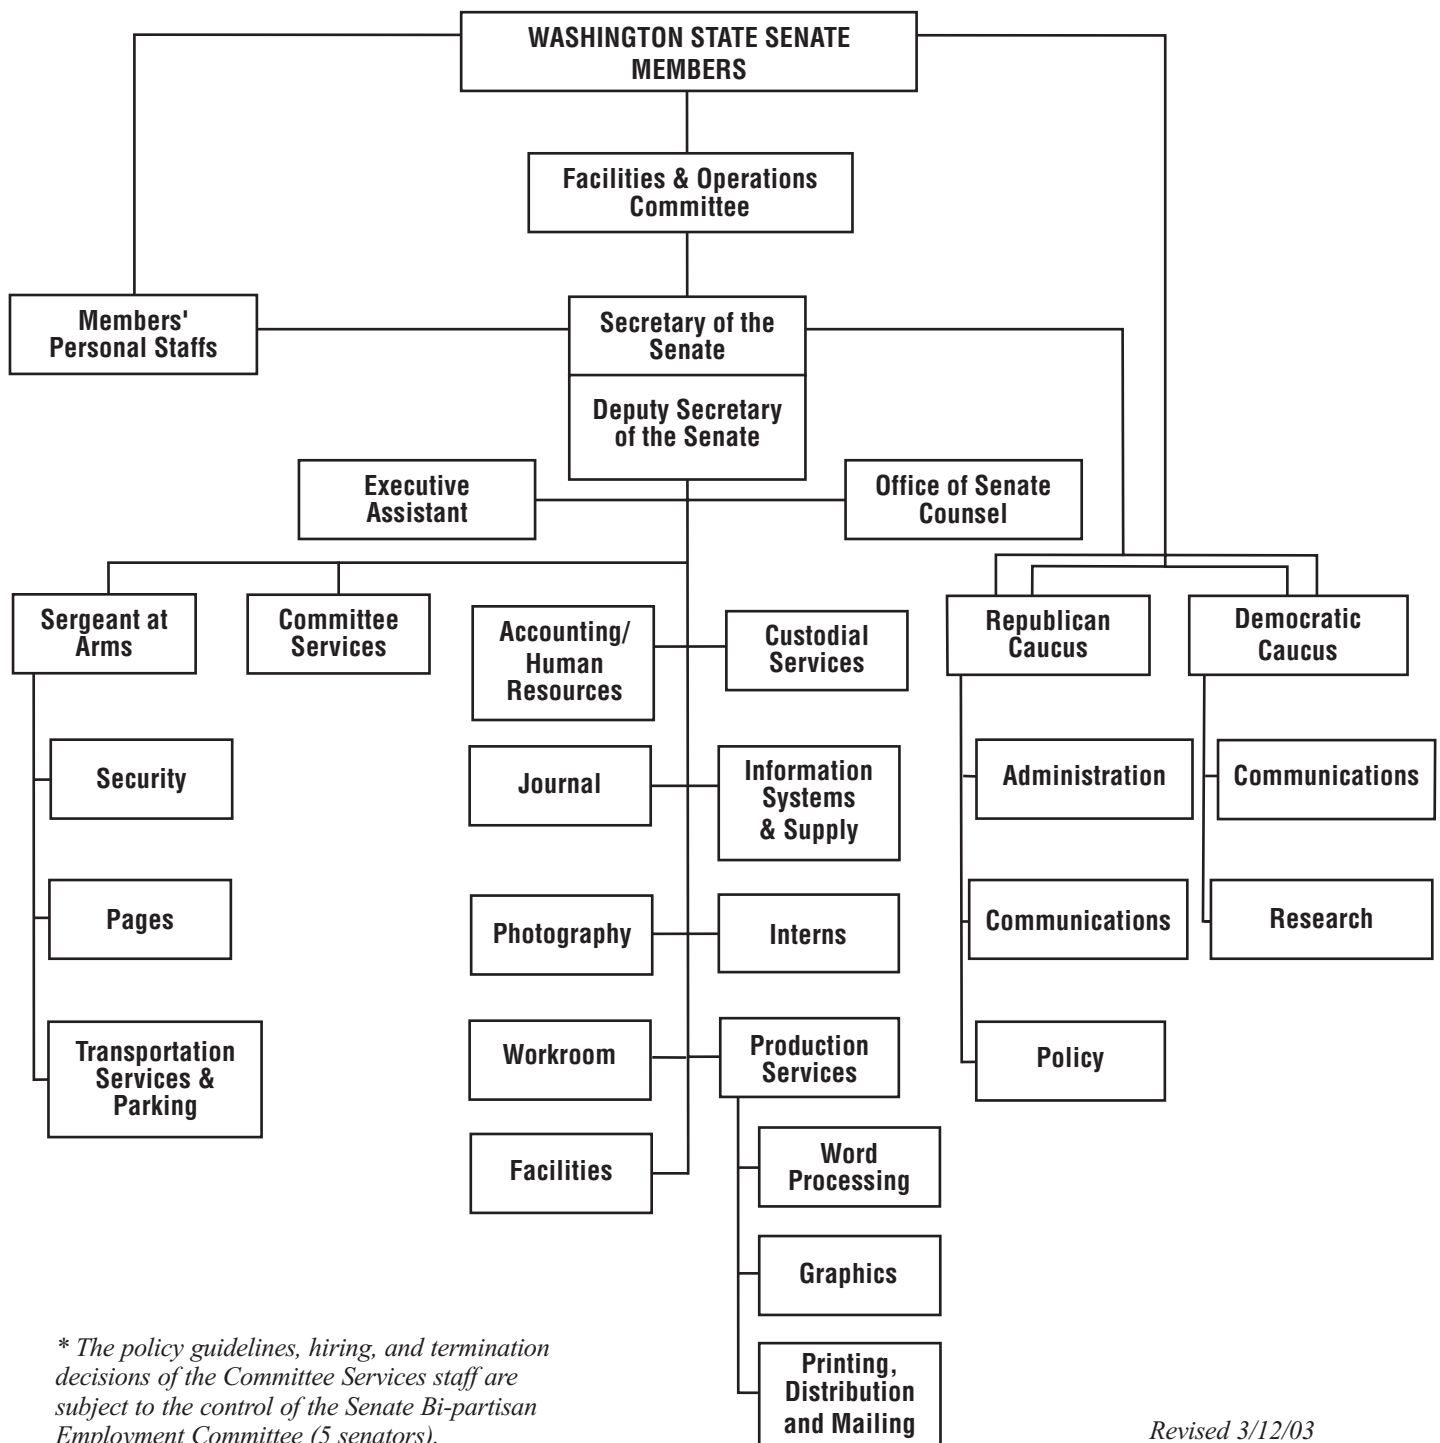 WASHINGTON STATE SENATE
MEMBERS
Facilities & Operations
Committee
Members'
Personal Staffs
Secretary of the
Senate
Deputy Secretary
of the Senate
Executive
Assistant
Office of Senate
Counsel
Sergeant at
Arms
Committee
Services
Accounting/
Human
Resources
Custodial
Services
Republican
Caucus
Democratic
Caucus
Security
Journal
Information
Systems
& Supply
Administration
Communications
Pages
Photography
Interns
Communications
Research
Transportation
Services &
Parking
Workroom
Production
Services
Policy
Facilities
Word
Processing
Graphics
Printing,
Distribution
and Mailing
* The policy guidelines, hiring, and termination
decisions of the Committee Services staff are
subject to the control of the Senate Bi-partisan
Employment Committee (5 senators).
Revised 3/12/03